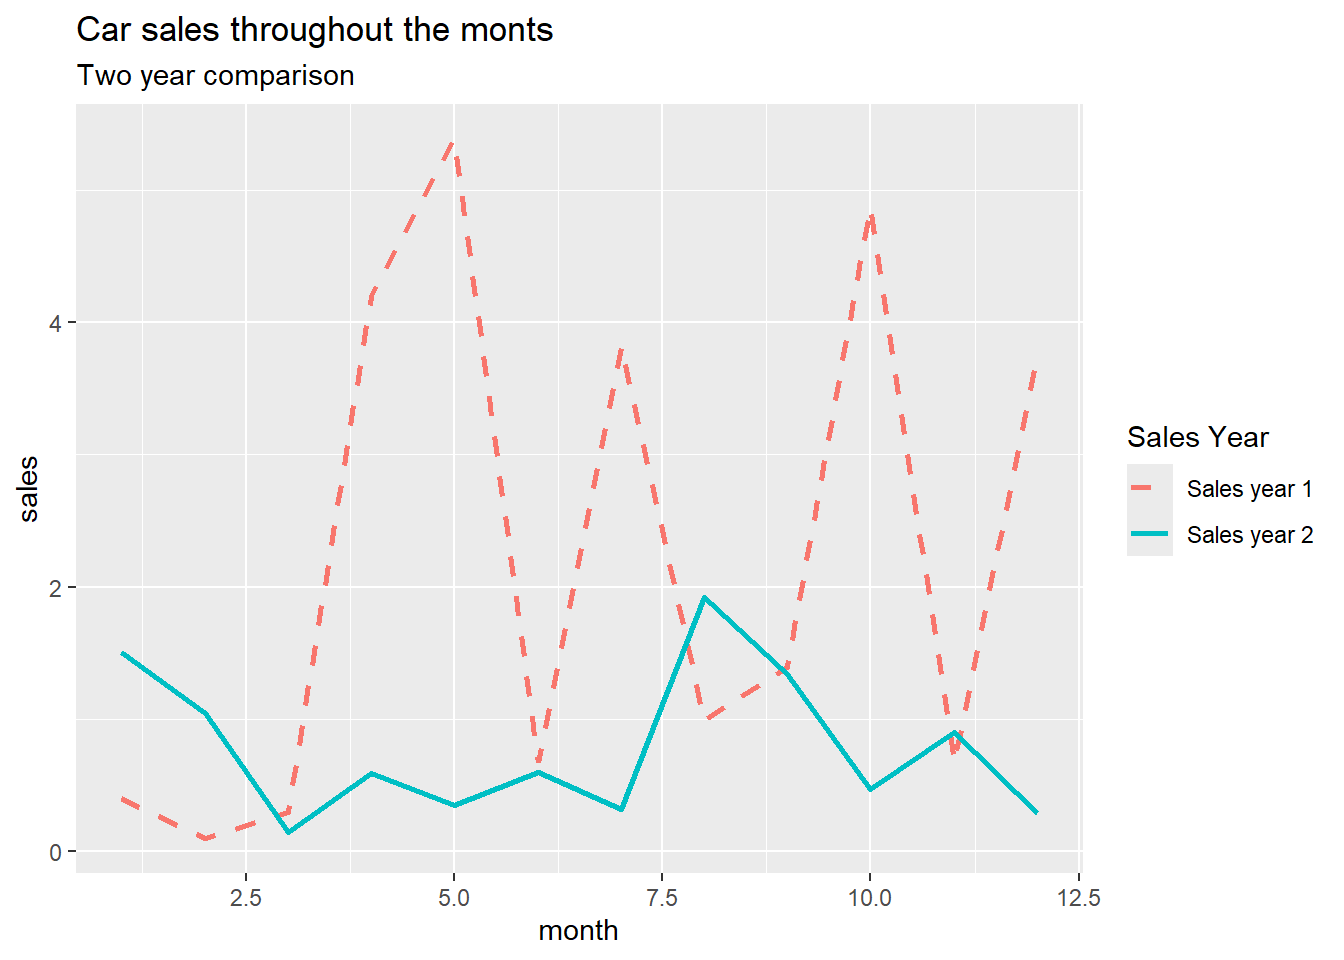 Car sales throughout the monts
Two year comparison
sales
4
2
0
2.5 5.0 7.5 10.0 12.5
month
Sales Year
Sales year 1
Sales year 2